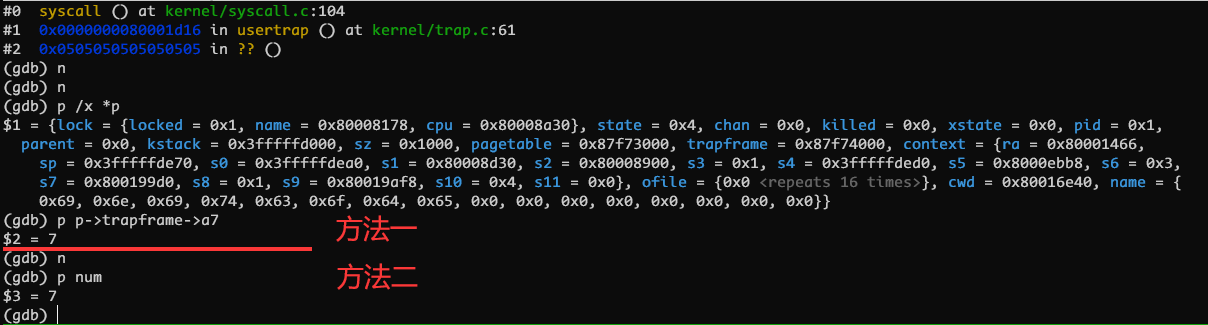 #0  syscall () at kernel/syscall.c:104
#1  0x0000000080001d16 in usertrap () at kernel/trap.c:61
#2  0x0505050505050505 in ?? ()
(gdb) n
(gdb) n
(gdb) p /x *p
$1 = {lock = {locked = 0x1, name = 0x80008178, cpu = 0x80008a30}, state = 0x4, chan = 0x0, killed = 0x0, xstate = 0x0, pid = 0x1,
parent = 0x0, kstack = 0x3fffffd000, sz = 0x1000, pagetable = 0x87f73000, trapframe = 0x87f74000, context = {ra = 0x80001466,
sp = 0x3fffffde70, s0 = 0x3fffffdea0, s1 = 0x80008d30, s2 = 0x80008900, s3 = 0x1, s4 = 0x3fffffded0, s5 = 0x8000ebb8, s6 = 0x3,
s7 = 0x800199d0, s8 = 0x1, s9 = 0x80019af8, s10 = 0x4, s11 = 0x0}, ofile = {0x0 <repeats 16 times>}, cwd = 0x80016e40, name = {
0x69, 0x6e, 0x69, 0x74, 0x63, 0x6f, 0x64, 0x65, 0x0, 0x0, 0x0, 0x0, 0x0, 0x0, 0x0, 0x0}}
(gdb) p p->trapframe->a7
方法一
$2 = 7
(gdb) n
(gdb) p num
方法二
$3 = 7
(gdb)